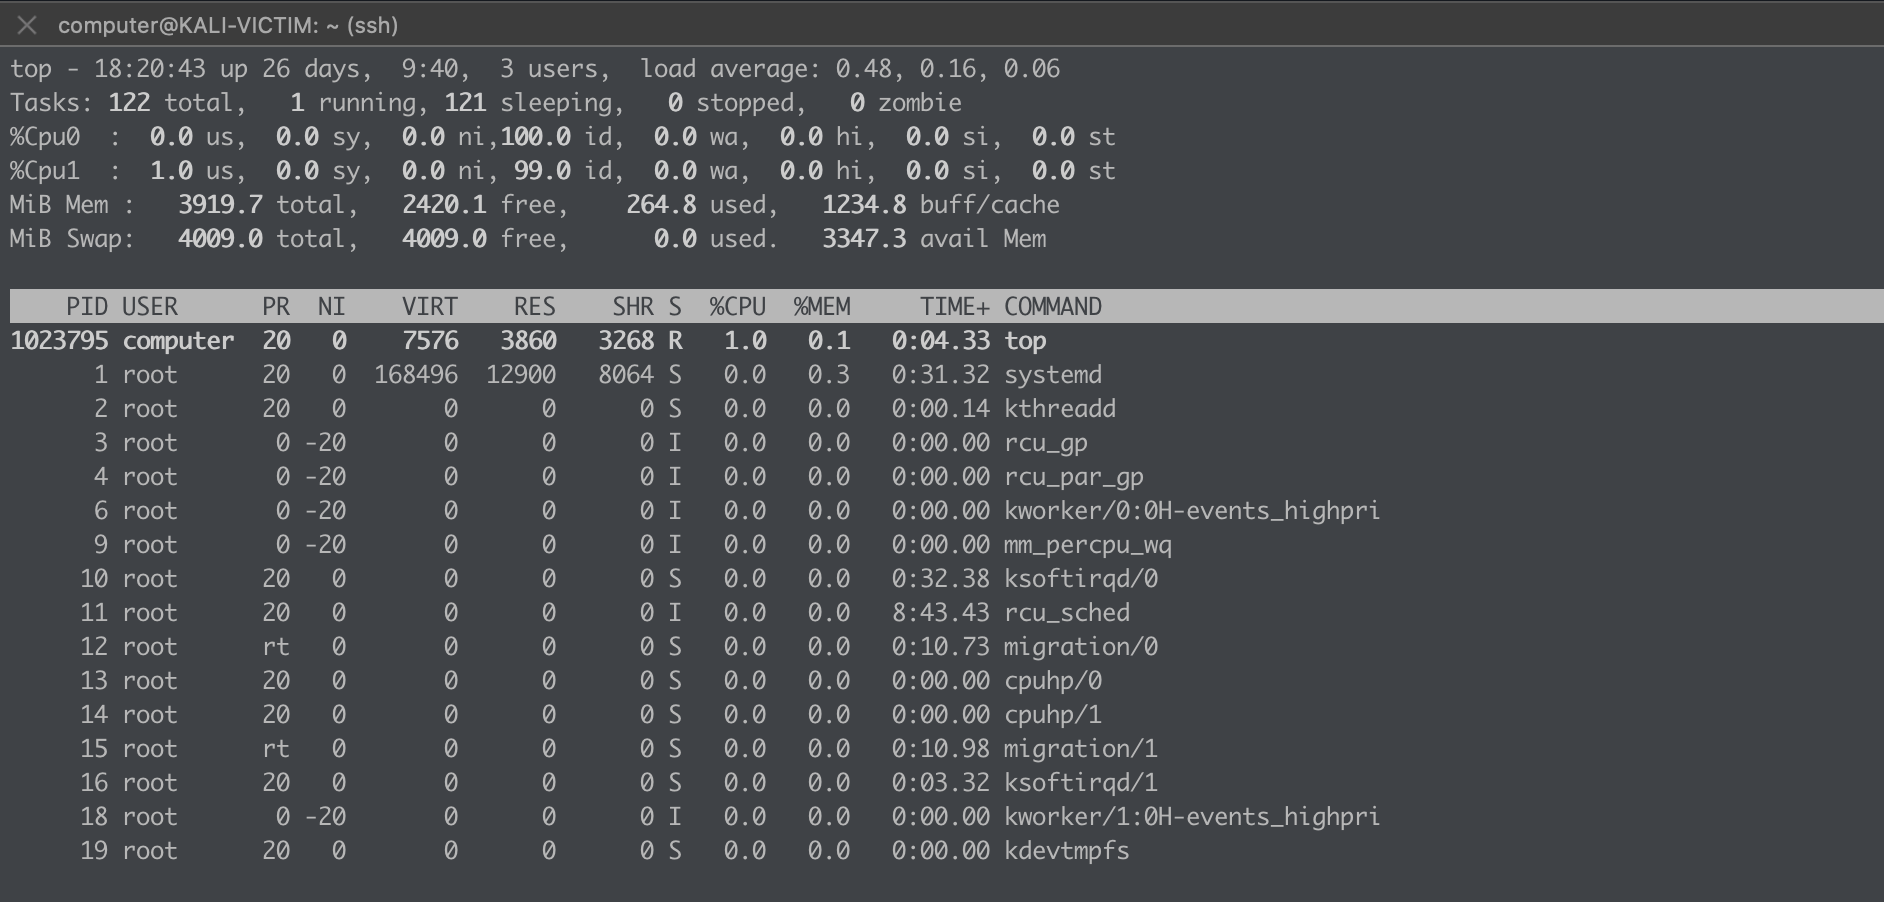 computer@KALI-VICTIM: ~ (ssh)
top - 18:20:43 up 26 days,  9:40,  3 users,  load average: 0.48, 0.16, 0.06
Tasks: 122 total,   1 running, 121 sleeping,   0 stopped,   0 zombie
%Cpu0  :  0.0 us,  0.0 sy,  0.0 ni,100.0 id,  0.0 wa,  0.0 hi,  0.0 si,  0.0 st
%Cpu1  :  1.0 us,  0.0 sy,  0.0 ni, 99.0 id,  0.0 wa,  0.0 hi,  0.0 si,  0.0 st
MiB Mem :   3919.7 total,   2420.1 free,    264.8 used,   1234.8 buff/cache
MiB Swap:   4009.0 total,   4009.0 free,      0.0 used.   3347.3 avail Mem
    PID USER      PR  NI    VIRT    RES    SHR S  %CPU  %MEM     TIME+ COMMAND
1023795 computer  20   0    7576   3860   3268 R   1.0   0.1   0:04.33 top
      1 root      20   0  168496  12900   8064 S   0.0   0.3   0:31.32 systemd
      2 root      20   0       0      0      0 S   0.0   0.0   0:00.14 kthreadd
      3 root       0 -20       0      0      0 I   0.0   0.0   0:00.00 rcu_gp
      4 root       0 -20       0      0      0 I   0.0   0.0   0:00.00 rcu_par_gp
      6 root       0 -20       0      0      0 I   0.0   0.0   0:00.00 kworker/0:0H-events_highpri
      9 root       0 -20       0      0      0 I   0.0   0.0   0:00.00 mm_percpu_wq
     10 root      20   0       0      0      0 S   0.0   0.0   0:32.38 ksoftirqd/0
     11 root      20   0       0      0      0 I   0.0   0.0   8:43.43 rcu_sched
     12 root      rt   0       0      0      0 S   0.0   0.0   0:10.73 migration/0
     13 root      20   0       0      0      0 S   0.0   0.0   0:00.00 cpuhp/0
     14 root      20   0       0      0      0 S   0.0   0.0   0:00.00 cpuhp/1
     15 root      rt   0       0      0      0 S   0.0   0.0   0:10.98 migration/1
     16 root      20   0       0      0      0 S   0.0   0.0   0:03.32 ksoftirqd/1
     18 root       0 -20       0      0      0 I   0.0   0.0   0:00.00 kworker/1:0H-events_highpri
     19 root      20   0       0      0      0 S   0.0   0.0   0:00.00 kdevtmpfs